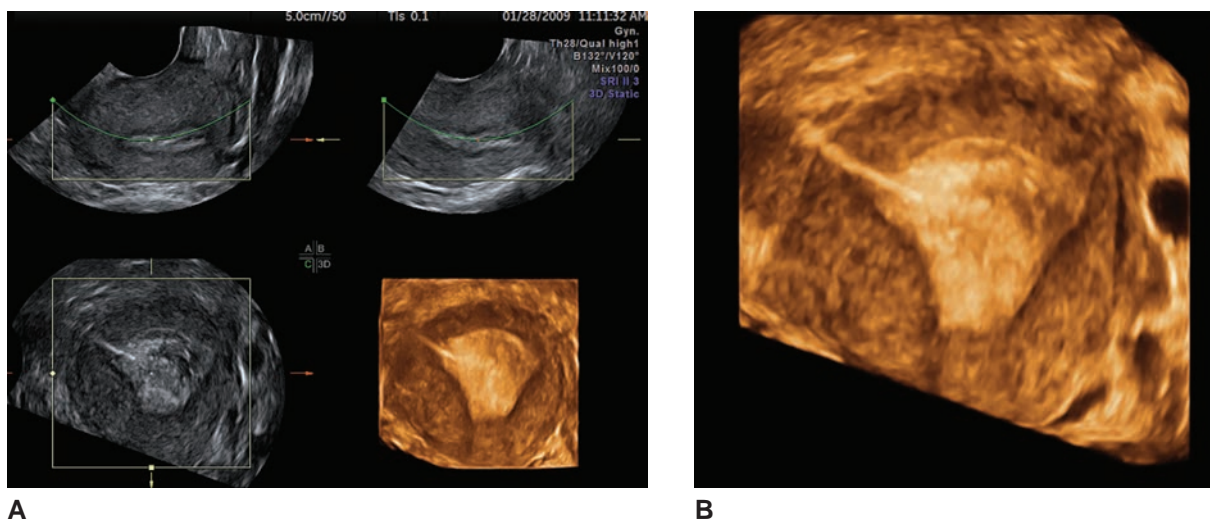 5.0cm//50 TIs 0.1 01/28/2009 11:11:32 AM
Gyn.
Th28/Qual high1
B132°/V120°
Mix100/0
SRI II 3
3D Static
A B
C 3D
A
B